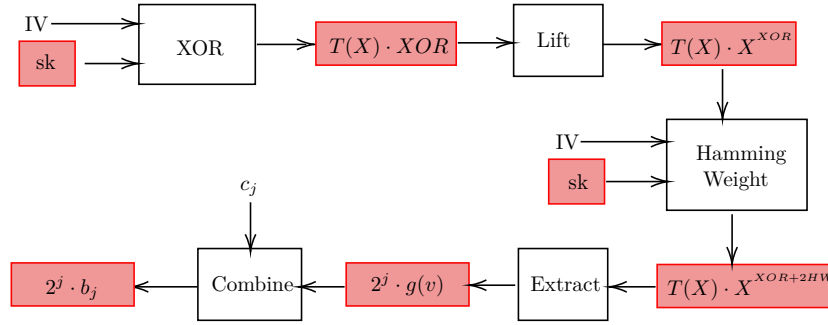 IV
sk
XOR
T(X) · XOR
Lift
T(X) · X^{XOR}
IV
sk
Hamming
Weight
c_j
2^j · b_j
Combine
2^j · g(v)
Extract
T(X) · X^{XOR+2HW}